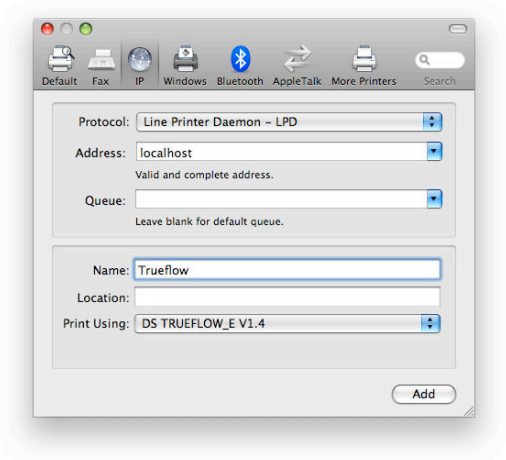 Default Fax IP Windows Bluetooth AppleTalk More Printers Search
Protocol: Line Printer Daemon – LPD
Address: localhost
Valid and complete address.
Queue:
Leave blank for default queue.
Name: Trueflow
Location:
Print Using: DS TRUEFLOW_E V1.4
Add